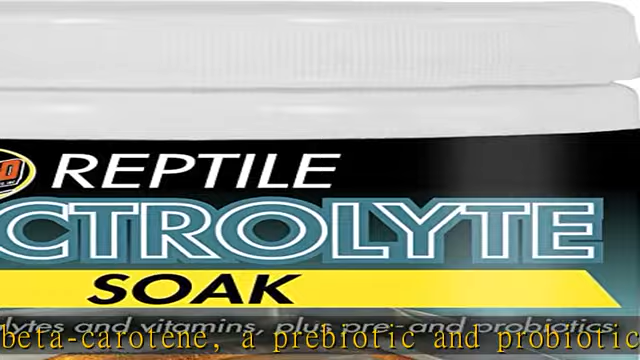 REPTILE
CTROLYTE
SOAK
lytes and vitamins, plus pre- and probiotics
beta-carotene, a prebiotic and probiotic